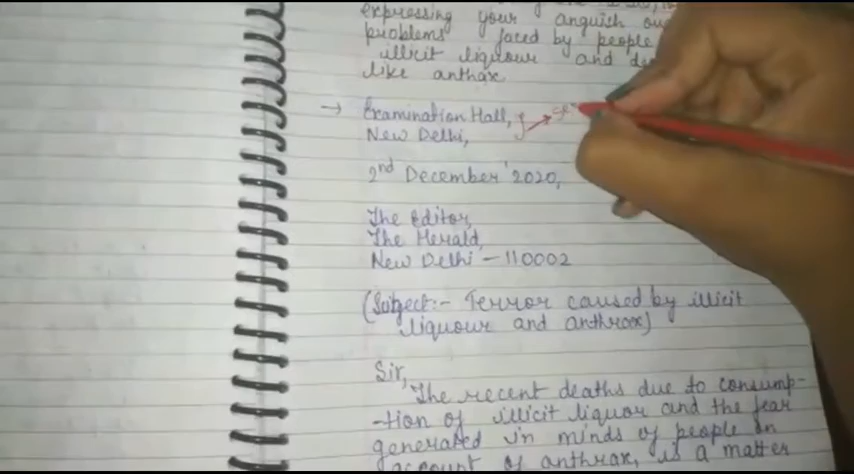 expressing your anguish
problems faced by people
illicit liquour and
like anthax
→ Examination Hall,
New Delhi,
2nd December '2020,
The Editor,
The Herald,
New Delhi - 110002
(Subject:- Terror caused by illicit
liquour and anthrax)
Sir,
The recent deaths due to consump-
-tion of illicit liquor and the fear
generated in minds of people on
account of anthrax, is a matter